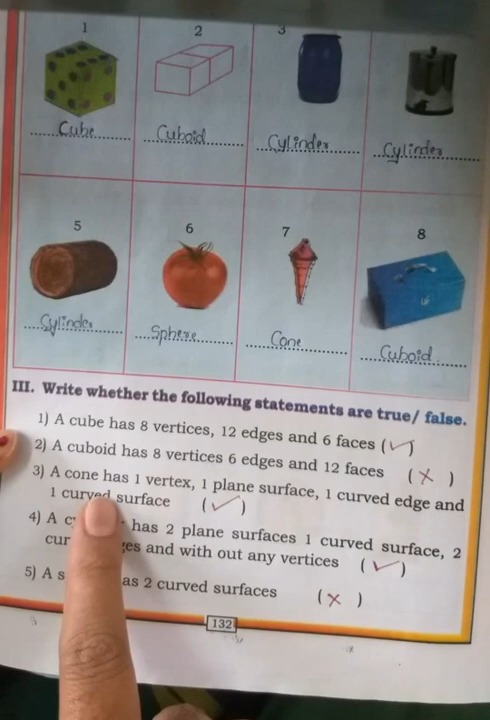 1 2 3
Cube Cuboid Cylinder Cylinder
5 6 7 8
Cylinder Sphere Cone Cuboid
III. Write whether the following statements are true/ false.
1) A cube has 8 vertices, 12 edges and 6 faces (✓)
2) A cuboid has 8 vertices 6 edges and 12 faces (×)
3) A cone has 1 vertex, 1 plane surface, 1 curved edge and
1 curved surface (✓)
4) A has 2 plane surfaces 1 curved surface, 2
and with out any vertices (✓)
5) A 2 curved surfaces (×)
132